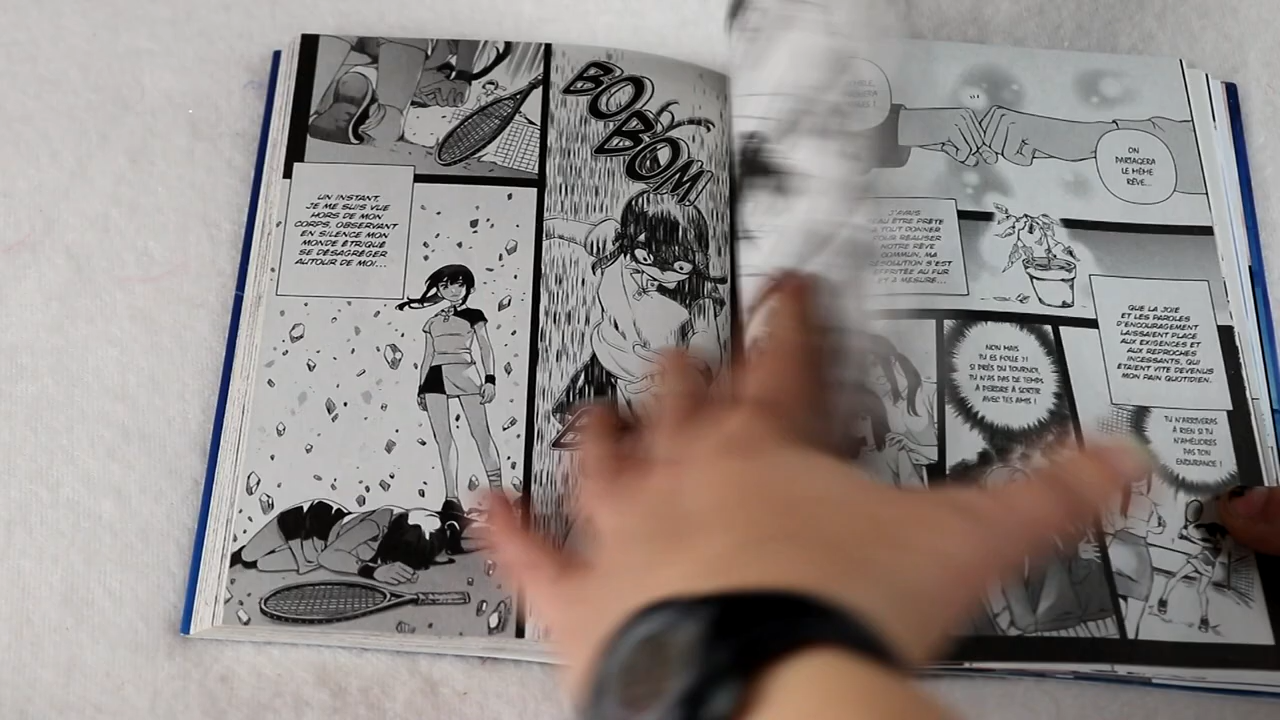 BO
BOBOM!
UN INSTANT,
JE ME SUIS VUE
HORS DE MON
CORPS, OBSERVANT
EN SILENCE MON
MONDE ÉTRIQUÉ
SE DÉSAGRÉGER
AUTOUR DE MOI...
ON
PARTAGERA
LE MÊME
RÊVE...
J'AVAIS
ÊTRE PRÊTE
À TOUT DONNER
POUR RÉALISER
NOTRE RÊVE
COMMUN, MA
RÉSOLUTION S'EST
EFFRITÉE AU FUR
ET À MESURE...
QUE LA JOIE
ET LES PAROLES
D'ENCOURAGEMENT
LAISSAIENT PLACE
AUX EXIGENCES ET
AUX REPROCHES
INCESSANTS, QUI
ÉTAIENT VITE DEVENUS
MON PAIN QUOTIDIEN.
NON MAIS
TU ES FOLLE ?!
SI PRÈS DU TOURNOI,
TU N'AS PAS DE TEMPS
À PERDRE À SORTIR
AVEC TES AMIS !
TU N'ARRIVERAS
À RIEN SI TU
N'AMÉLIORES
PAS TON
ENDURANCE !